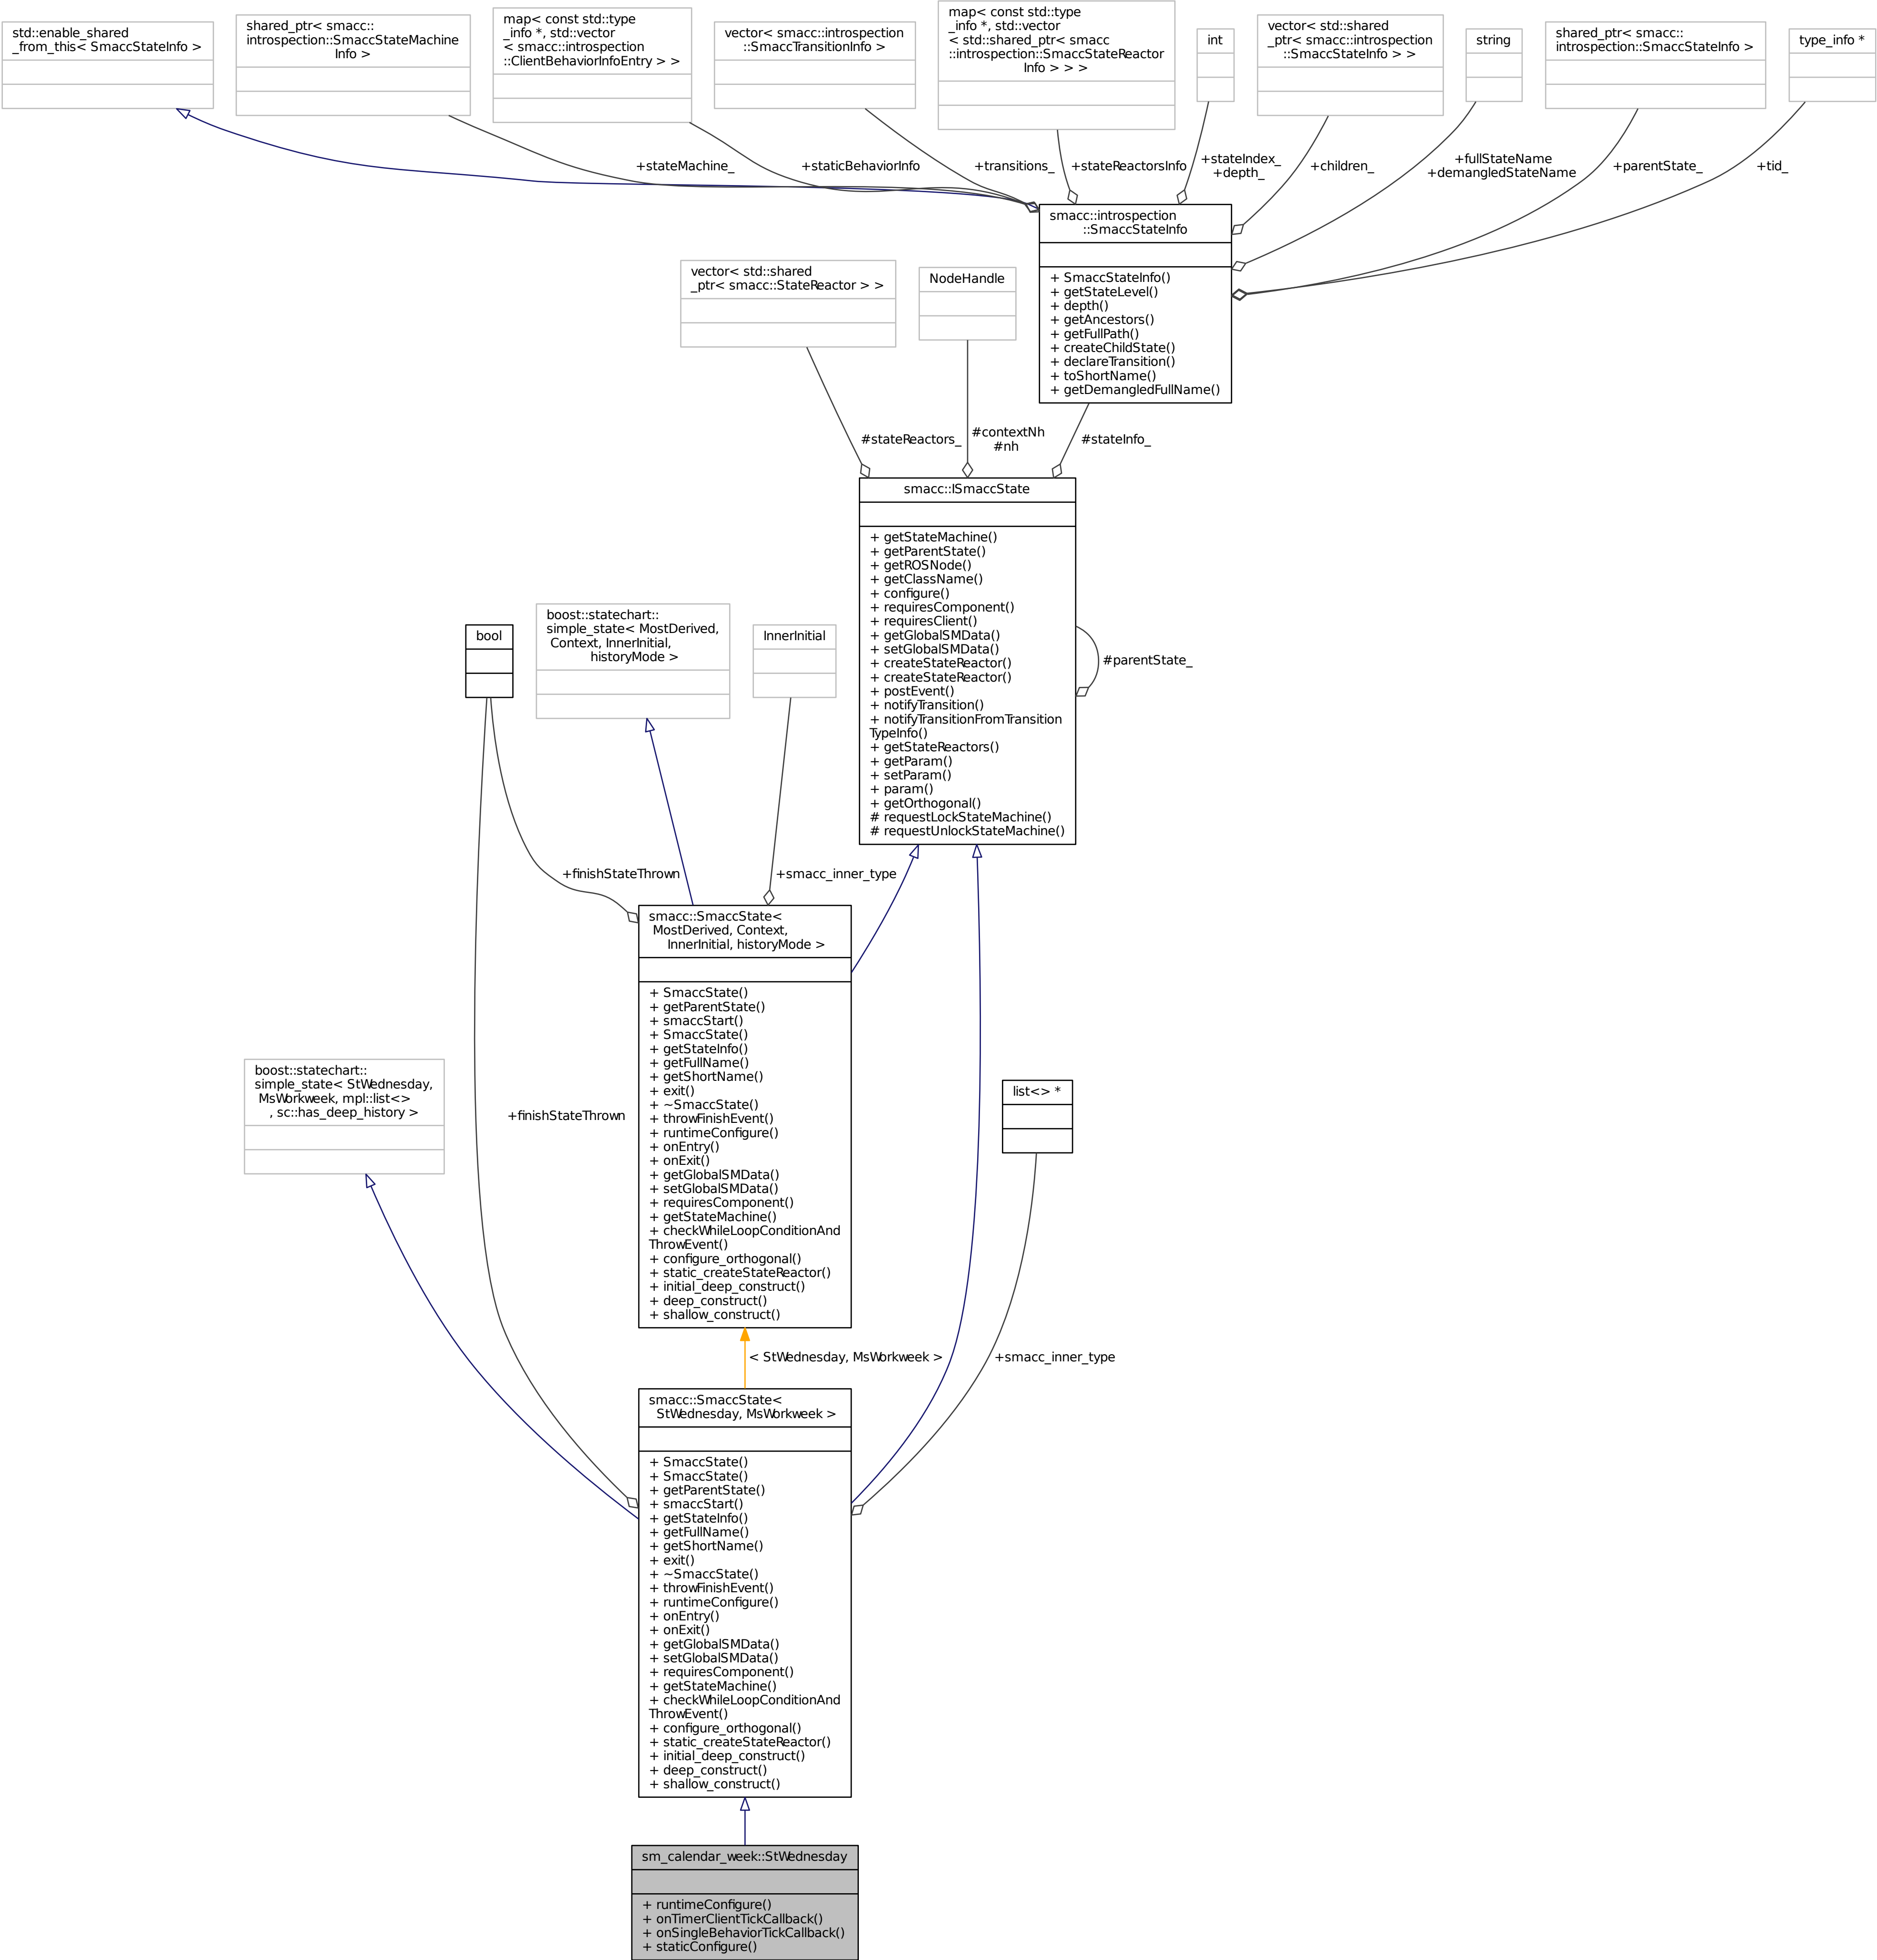 std::enable_shared
_from_this< SmaccStateInfo >
shared_ptr< smacc::
introspection::SmaccStateMachine
Info >
map< const std::type
_info *, std::vector
< smacc::introspection
::ClientBehaviorInfoEntry > >
vector< smacc::introspection
::SmaccTransitionInfo >
map< const std::type
_info *, std::vector
< std::shared_ptr< smacc
::introspection::SmaccStateReactor
Info > > >
int
vector< std::shared
_ptr< smacc::introspection
::SmaccStateInfo > >
string
shared_ptr< smacc::
introspection::SmaccStateInfo >
type_info *
+stateMachine_
+staticBehaviorInfo
+transitions_
+stateReactorsInfo
+stateIndex_
+depth_
+children_
+fullStateName
+demangledStateName
+parentState_
+tid_
smacc::introspection
::SmaccStateInfo
+ SmaccStateInfo()
+ getStateLevel()
+ depth()
+ getAncestors()
+ getFullPath()
+ createChildState()
+ declareTransition()
+ toShortName()
+ getDemangledFullName()
vector< std::shared
_ptr< smacc::StateReactor > >
NodeHandle
#stateReactors_
#contextNh
#nh
#stateInfo_
smacc::ISmaccState
+ getStateMachine()
+ getParentState()
+ getROSNode()
+ getClassName()
+ configure()
+ requiresComponent()
+ requiresClient()
+ getGlobalSMData()
+ setGlobalSMData()
+ createStateReactor()
+ createStateReactor()
+ postEvent()
+ notifyTransition()
+ notifyTransitionFromTransition
TypeInfo()
+ getStateReactors()
+ getParam()
+ setParam()
+ param()
+ getOrthogonal()
# requestLockStateMachine()
# requestUnlockStateMachine()
#parentState_
bool
boost::statechart::
simple_state< MostDerived,
Context, InnerInitial,
historyMode >
InnerInitial
+finishStateThrown
+smacc_inner_type
smacc::SmaccState<
MostDerived, Context,
InnerInitial, historyMode >
+ SmaccState()
+ getParentState()
+ smaccStart()
+ SmaccState()
+ getStateInfo()
+ getFullName()
+ getShortName()
+ exit()
+ ~SmaccState()
+ throwFinishEvent()
+ runtimeConfigure()
+ onEntry()
+ onExit()
+ getGlobalSMData()
+ setGlobalSMData()
+ requiresComponent()
+ getStateMachine()
+ checkWhileLoopConditionAnd
ThrowEvent()
+ configure_orthogonal()
+ static_createStateReactor()
+ initial_deep_construct()
+ deep_construct()
+ shallow_construct()
boost::statechart::
simple_state< StWednesday,
MsWorkweek, mpl::list<>
, sc::has_deep_history >
+finishStateThrown
list<> *
< StWednesday, MsWorkweek >
+smacc_inner_type
smacc::SmaccState<
StWednesday, MsWorkweek >
+ SmaccState()
+ SmaccState()
+ getParentState()
+ smaccStart()
+ getStateInfo()
+ getFullName()
+ getShortName()
+ exit()
+ ~SmaccState()
+ throwFinishEvent()
+ runtimeConfigure()
+ onEntry()
+ onExit()
+ getGlobalSMData()
+ setGlobalSMData()
+ requiresComponent()
+ getStateMachine()
+ checkWhileLoopConditionAnd
ThrowEvent()
+ configure_orthogonal()
+ static_createStateReactor()
+ initial_deep_construct()
+ deep_construct()
+ shallow_construct()
sm_calendar_week::StWednesday
+ runtimeConfigure()
+ onTimerClientTickCallback()
+ onSingleBehaviorTickCallback()
+ staticConfigure()